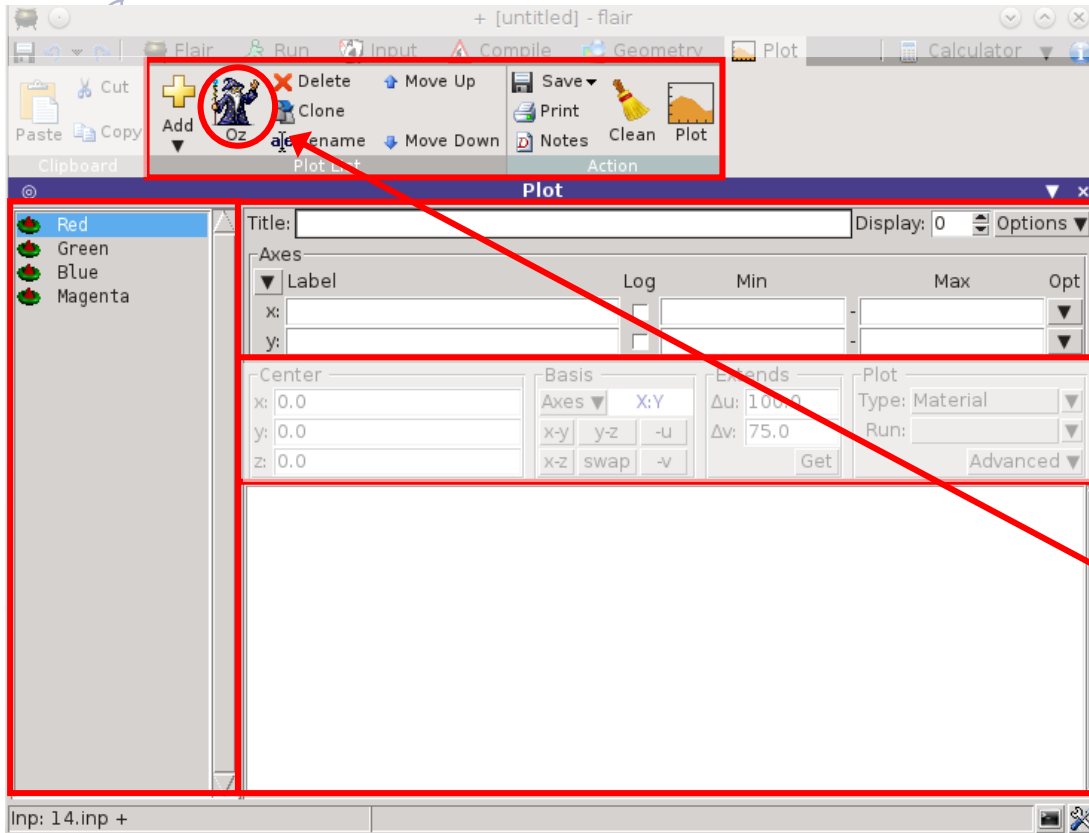 + [untitled] - flair
Flair Run Input Compile Geometry Plot Calculator
Paste Cut Copy
Clipboard
Add Oz Delete Clone Rename Move Up Move Down
Plot List
Save Print Notes Clean Plot
Action
Plot
Red
Green
Blue
Magenta
Title: Display: 0 Options
Axes
Label Log Min Max Opt
x: -
y: -
Center Basis Extends Plot
x: 0.0 Axes X:Y Δu: 100.0 Type: Material
y: 0.0 x-y y-z -u Δv: 75.0 Run:
z: 0.0 x-z swap -v Get Advanced
Inp: 14.inp +